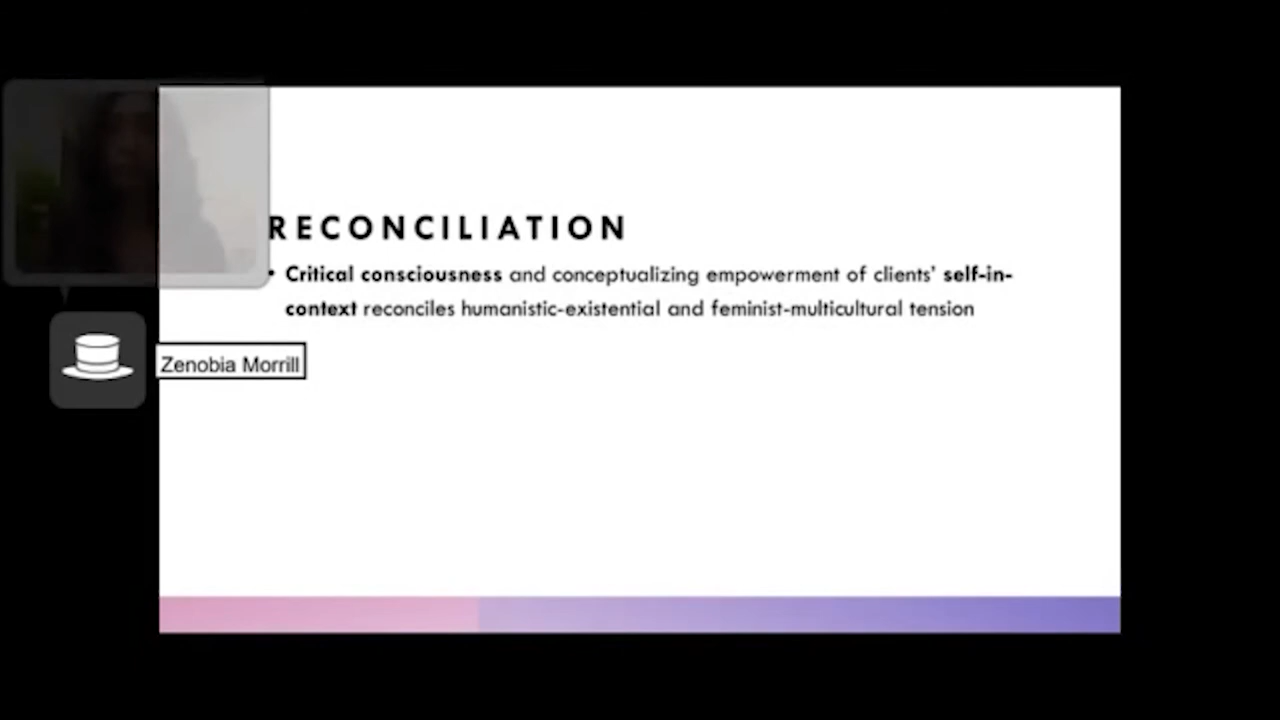 RECONCILIATION
• Critical consciousness and conceptualizing empowerment of clients’ self-in-
context reconciles humanistic-existential and feminist-multicultural tension
Zenobia Morrill